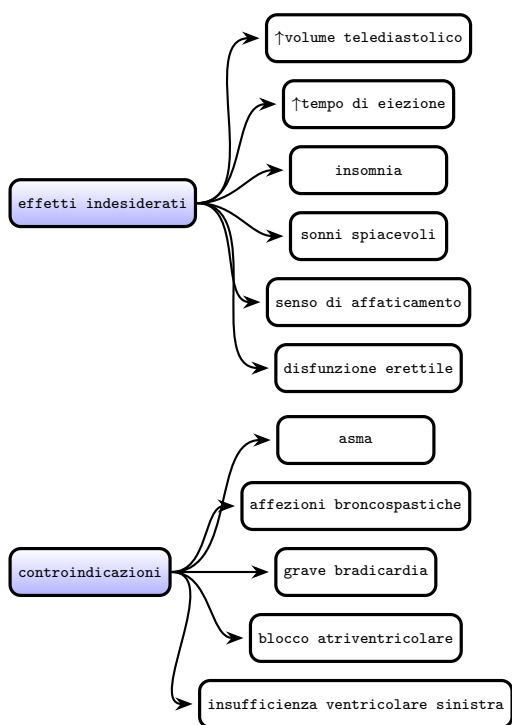 effetti indesiderati
↑volume telediastolico
↑tempo di eiezione
insomnia
sonni spiacevoli
senso di affaticamento
disfunzione erettile
controindicazioni
asma
affezioni broncospastiche
grave bradicardia
blocco atriventricolare
insufficienza ventricolare sinistra